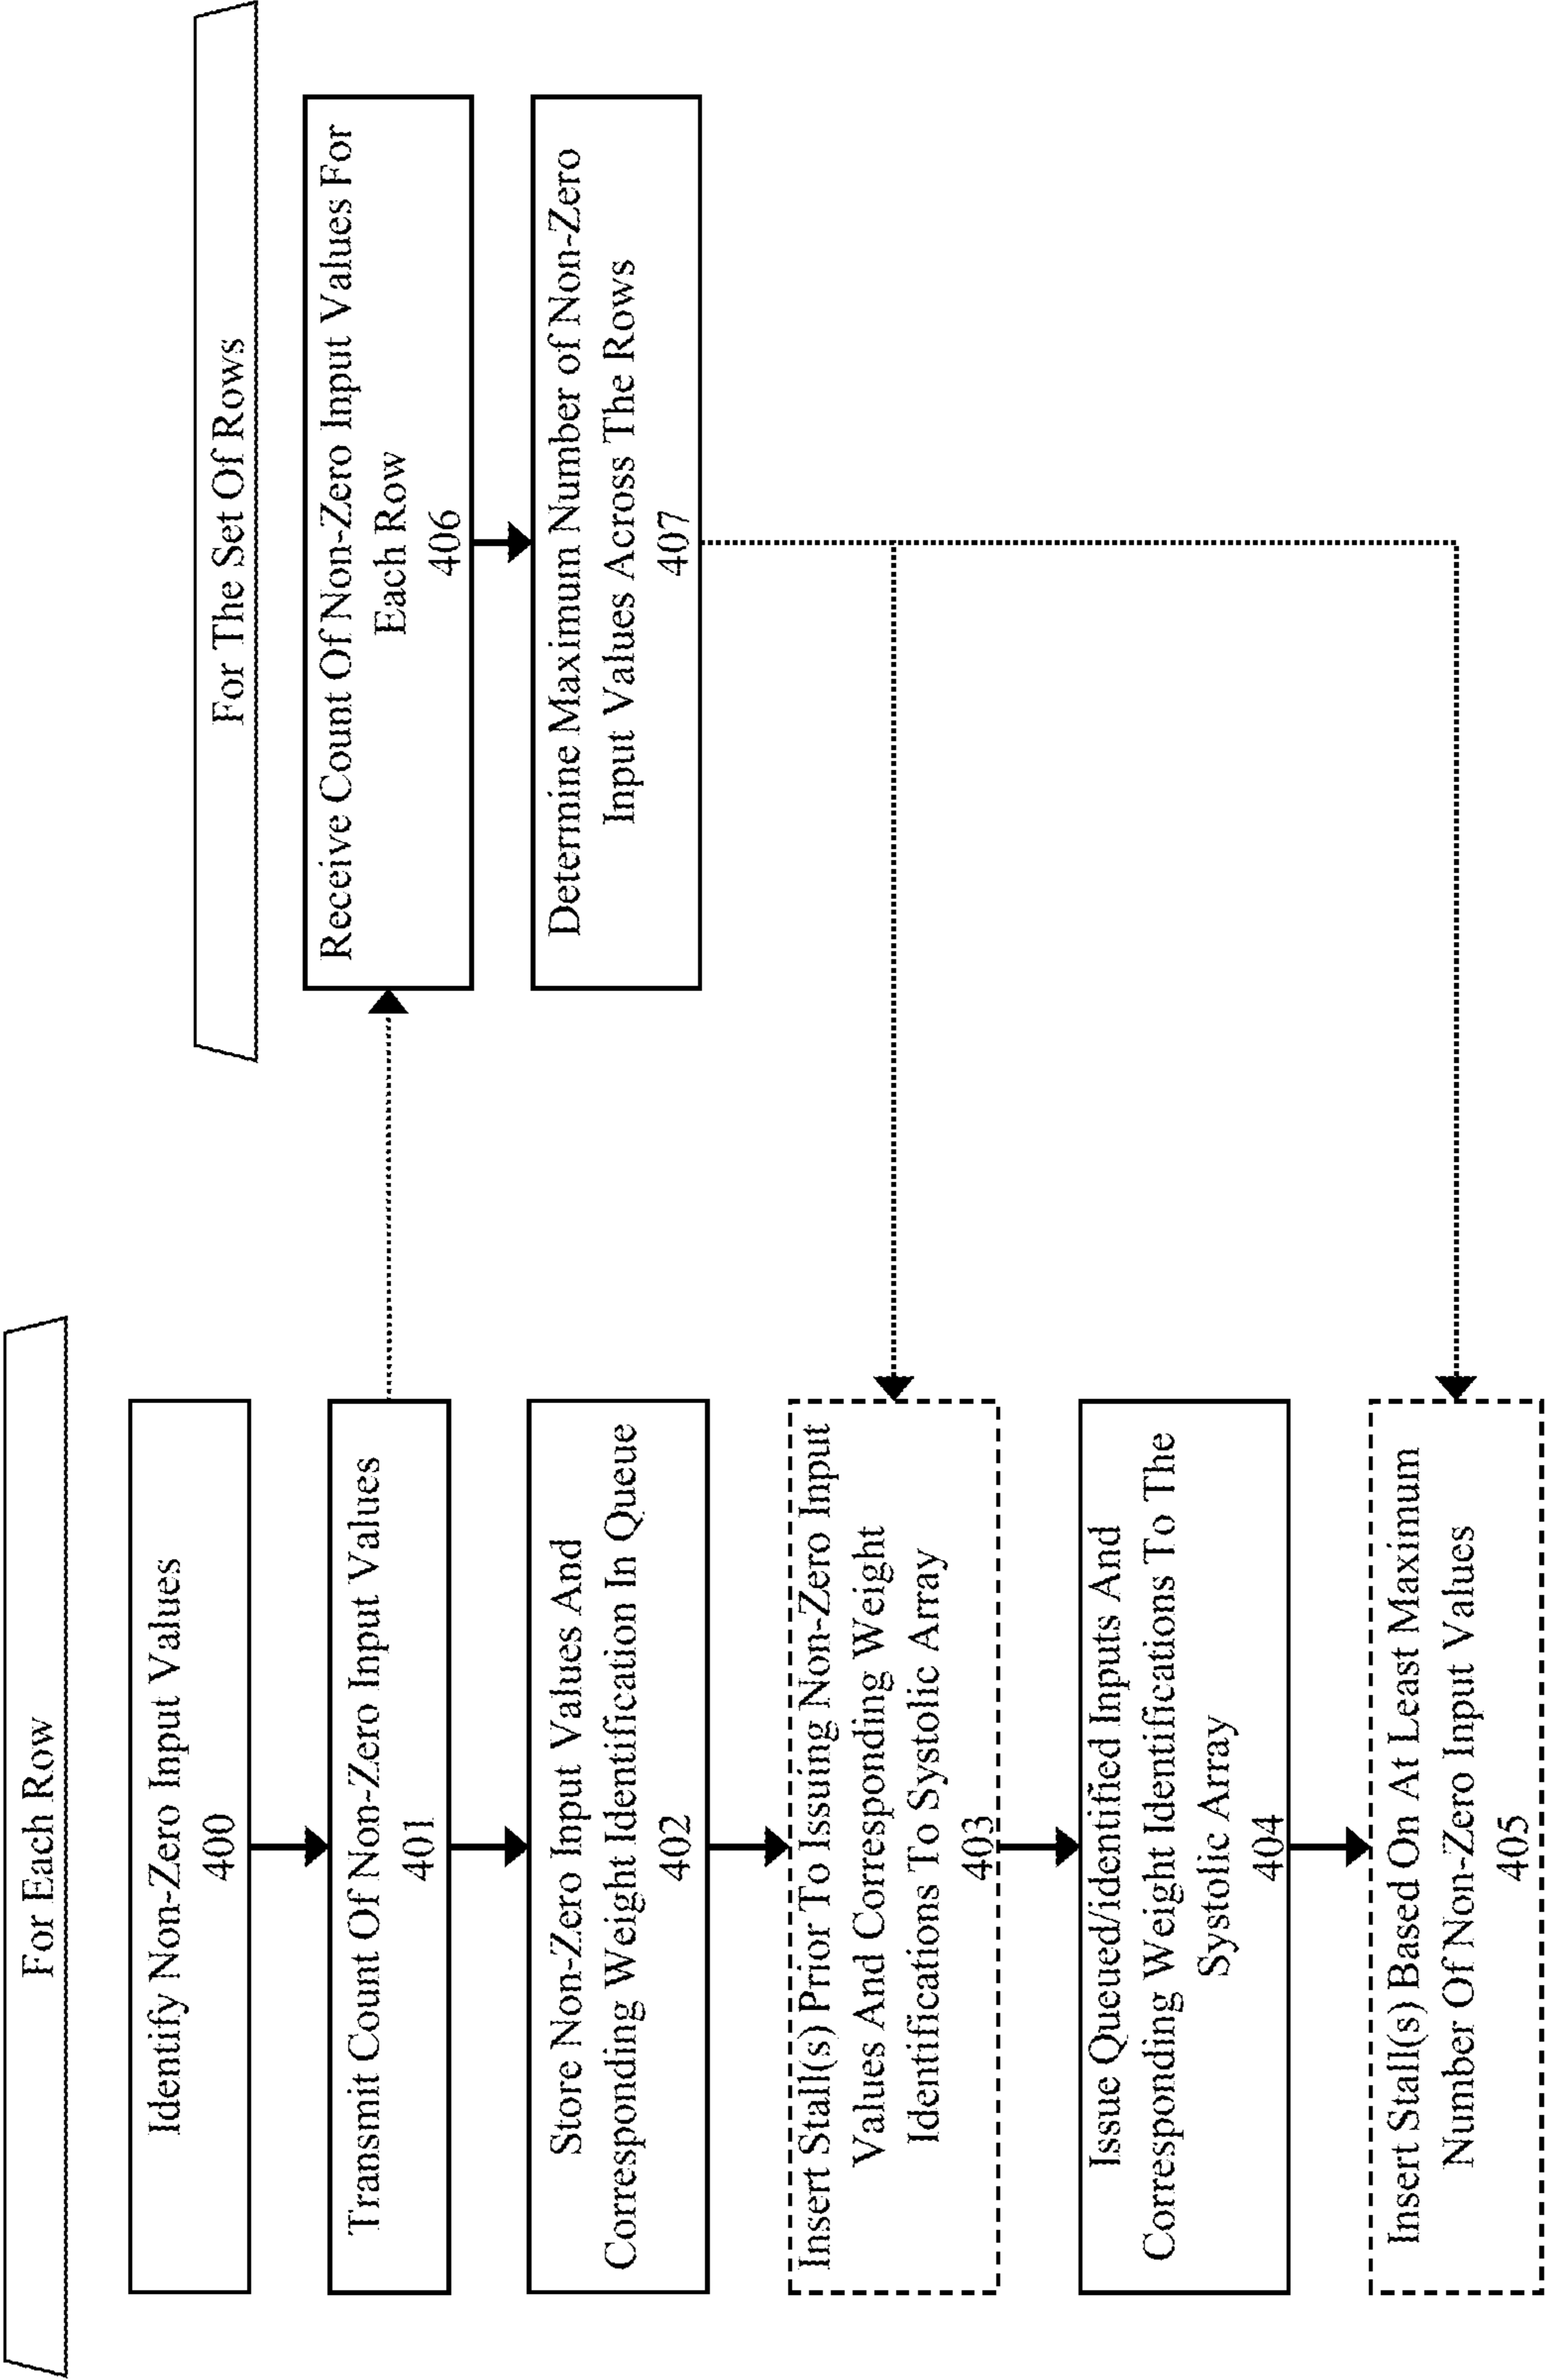 For Each Row
Identify Non-Zero Input Values
400
Transmit Count Of Non-Zero Input Values
401
Store Non-Zero Input Values And
Corresponding Weight Identification In Queue
402
Insert Stall(s) Prior To Issuing Non-Zero Input
Values And Corresponding Weight
Identifications To Systolic Array
403
Issue Queued/identified Inputs And
Corresponding Weight Identifications To The
Systolic Array
404
Insert Stall(s) Based On At Least Maximum
Number Of Non-Zero Input Values
405
For The Set Of Rows
Receive Count Of Non-Zero Input Values For
Each Row
406
Determine Maximum Number of Non-Zero
Input Values Across The Rows
407